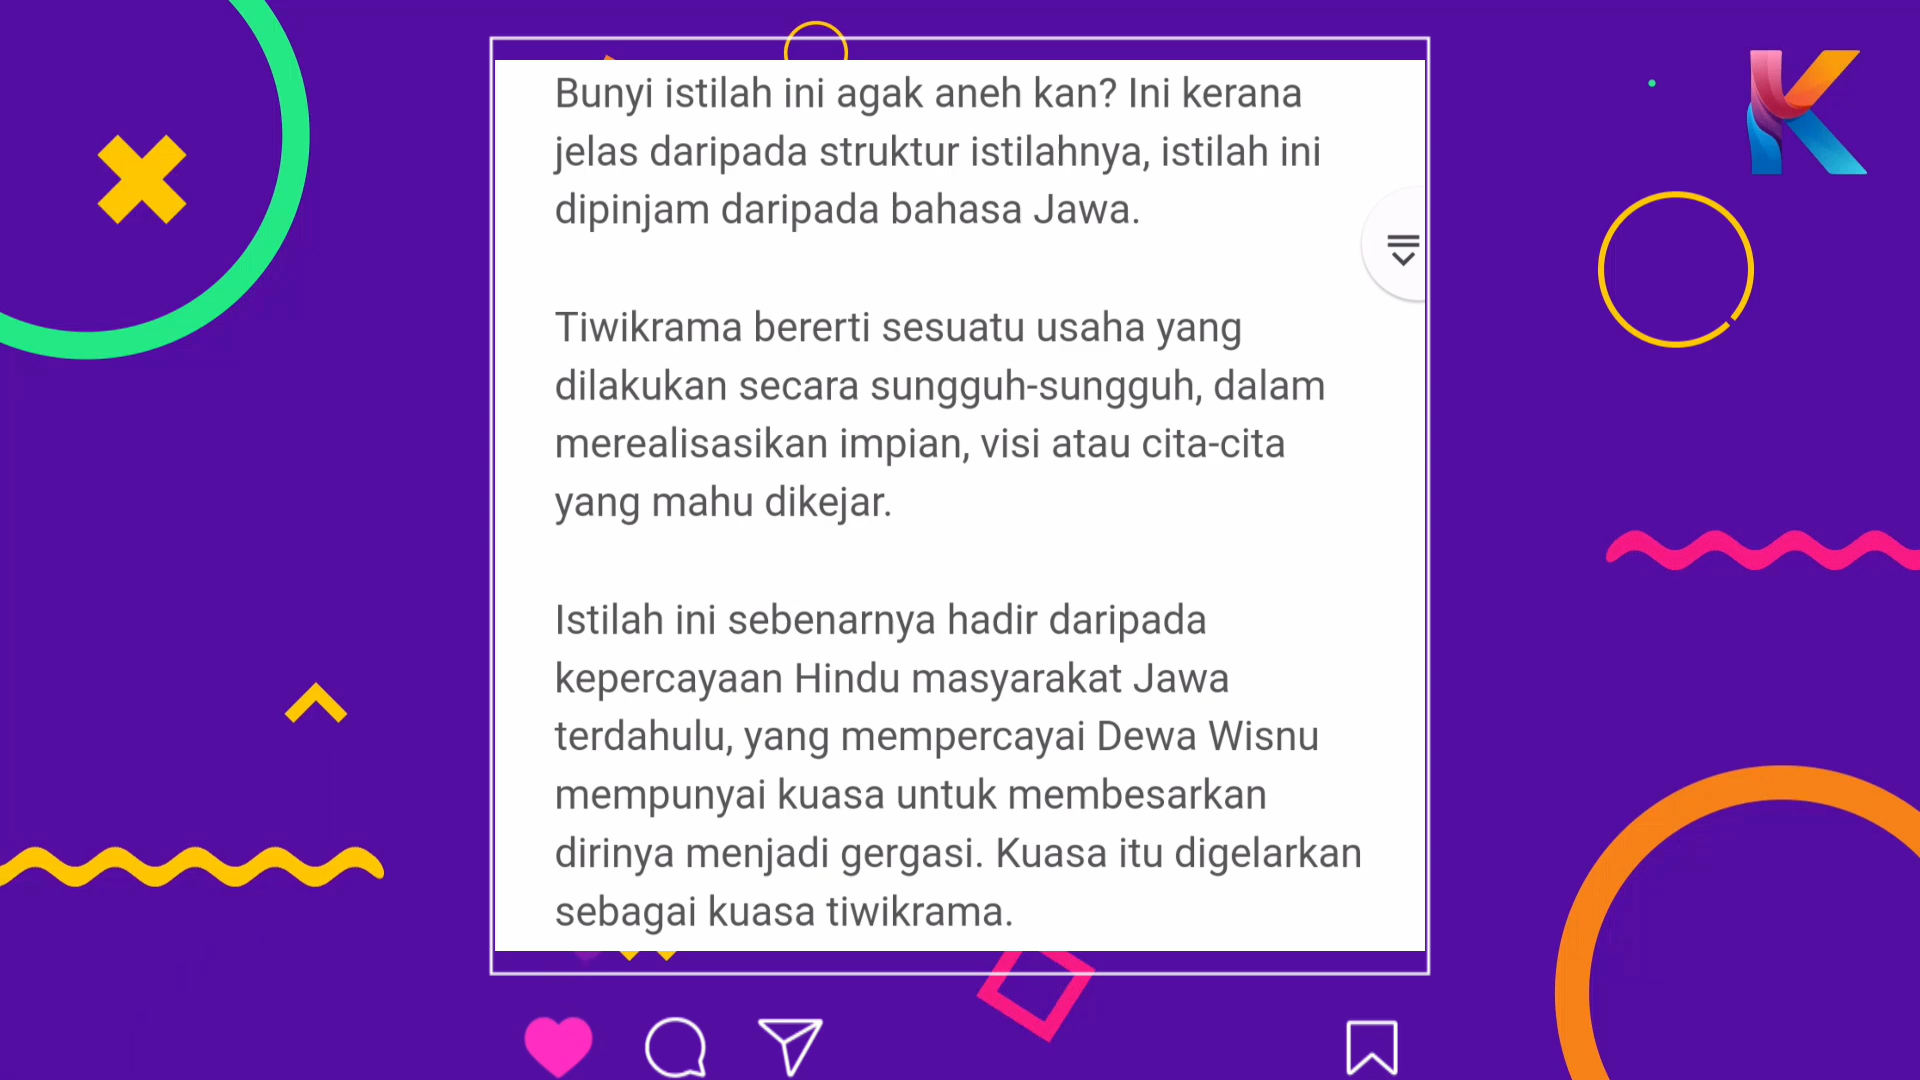 Bunyi istilah ini agak aneh kan? Ini kerana
jelas daripada struktur istilahnya, istilah ini
dipinjam daripada bahasa Jawa.
Tiwikrama bererti sesuatu usaha yang
dilakukan secara sungguh-sungguh, dalam
merealisasikan impian, visi atau cita-cita
yang mahu dikejar.
Istilah ini sebenarnya hadir daripada
kepercayaan Hindu masyarakat Jawa
terdahulu, yang mempercayai Dewa Wisnu
mempunyai kuasa untuk membesarkan
dirinya menjadi gergasi. Kuasa itu digelarkan
sebagai kuasa tiwikrama.
K